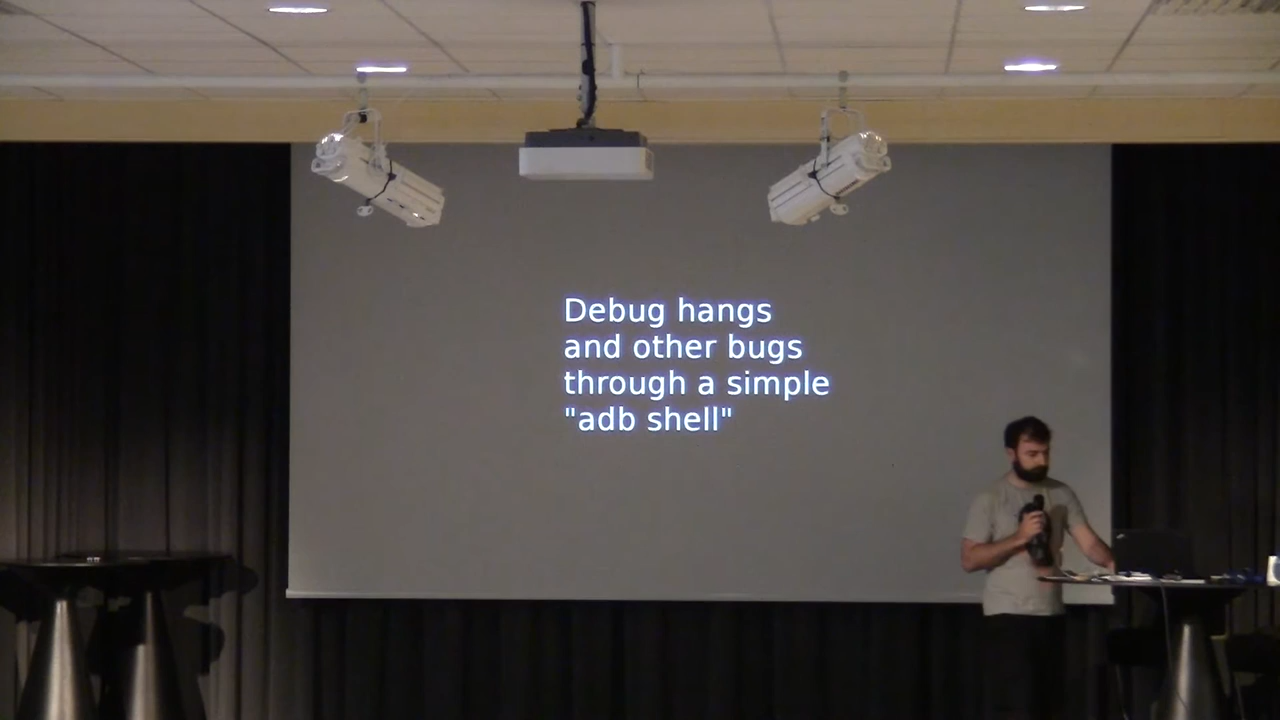 Debug hangs
and other bugs
through a simple
"adb shell"